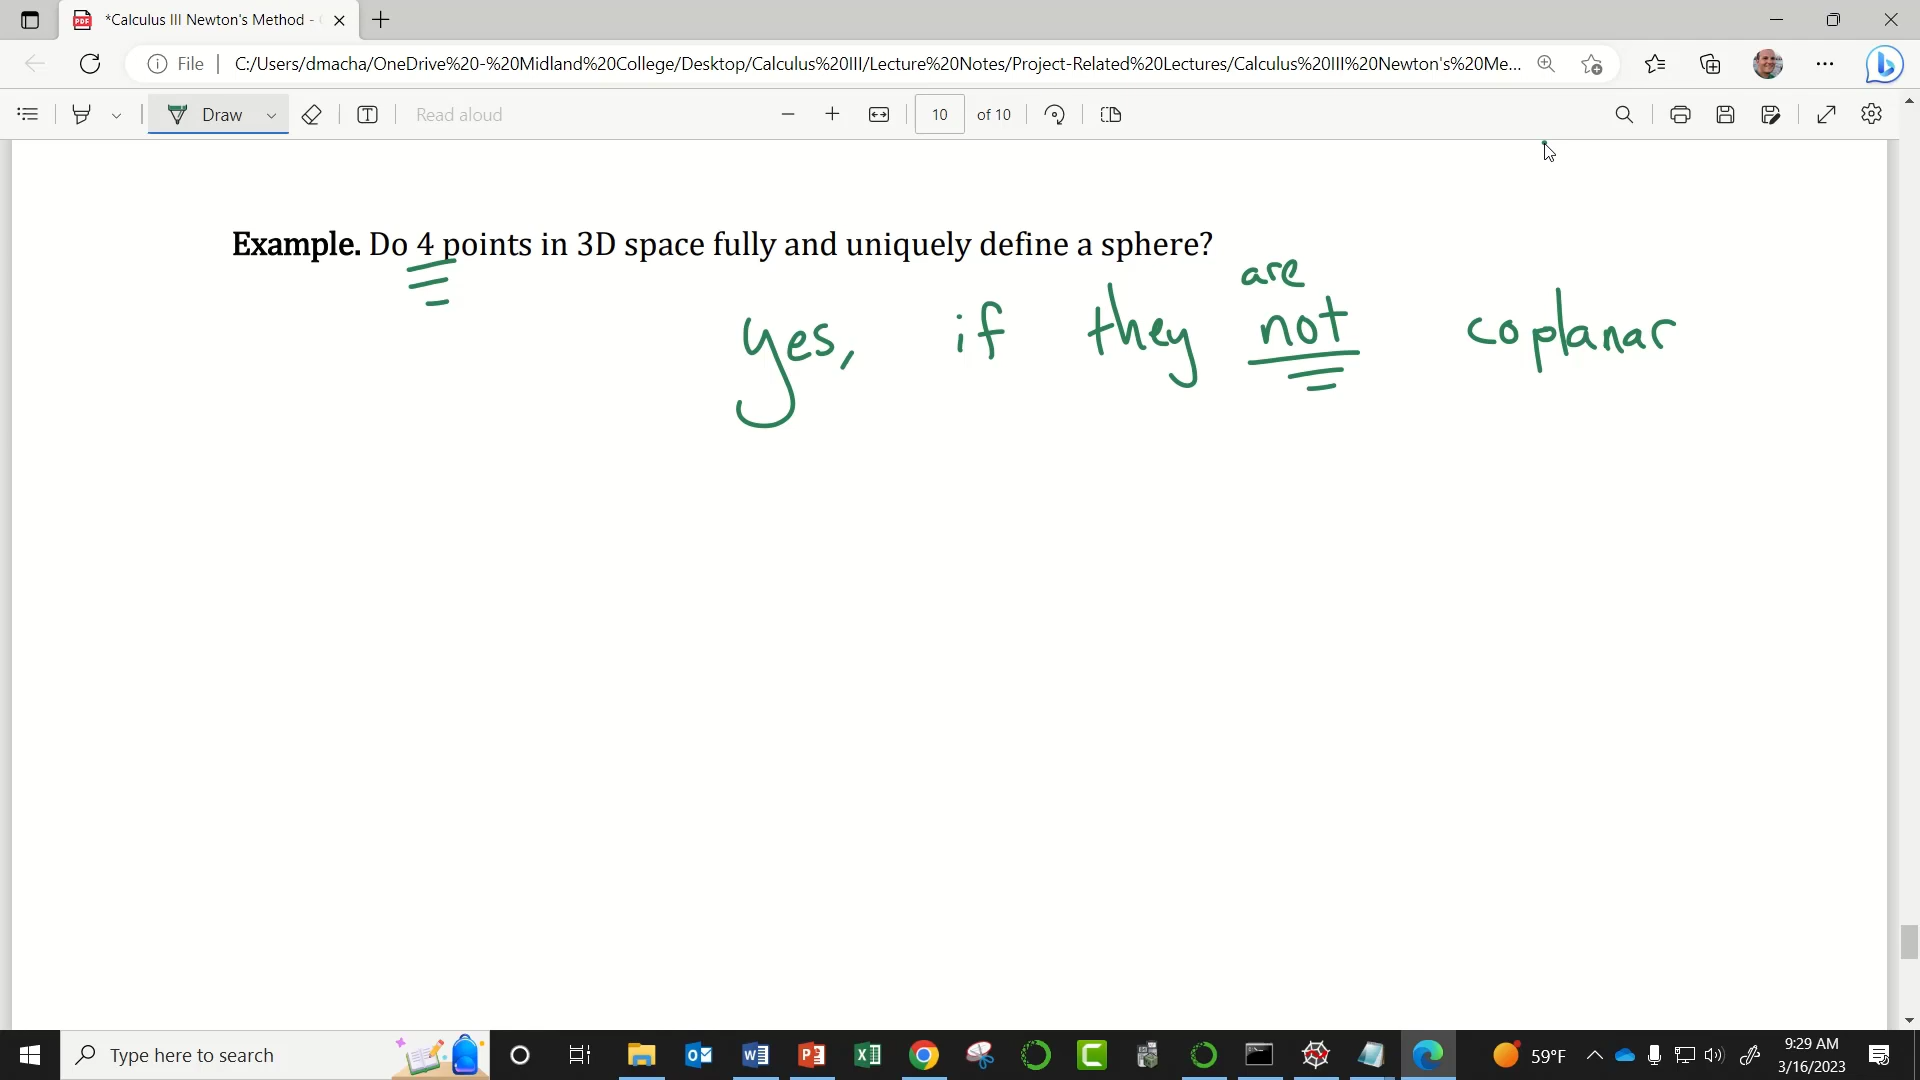 *Calculus III Newton's Method -
File
C:/Users/dmacha/OneDrive%20-%20Midland%20College/Desktop/Calculus%20III/Lecture%20Notes/Project-Related%20Lectures/Calculus%20III%20Newton's%20Me...
Draw
Read aloud
10 of 10
Example. Do 4 points in 3D space fully and uniquely define a sphere?
are
yes, if they not coplanar
Type here to search
59°F
9:29 AM
3/16/2023